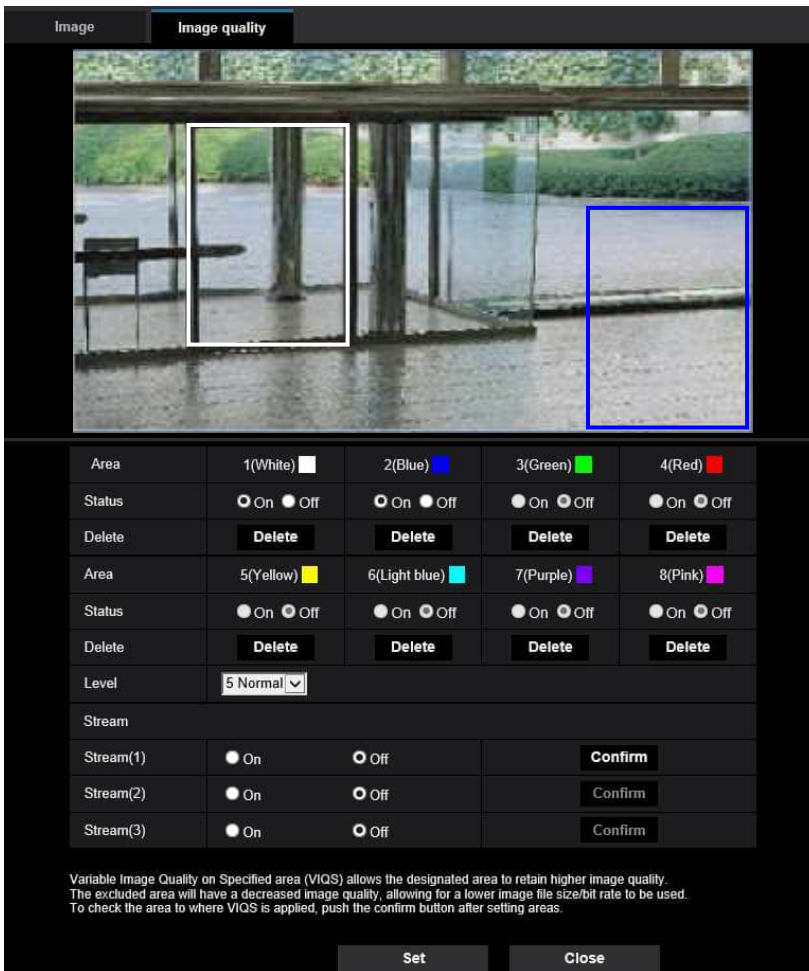 Image Image quality
Area 1(White) 2(Blue) 3(Green) 4(Red)
Status On Off On Off On Off On Off
Delete Delete Delete Delete Delete
Area 5(Yellow) 6(Light blue) 7(Purple) 8(Pink)
Status On Off On Off On Off On Off
Delete Delete Delete Delete Delete
Level 5 Normal
Stream
Stream(1) On Off Confirm
Stream(2) On Off Confirm
Stream(3) On Off Confirm
Variable Image Quality on Specified area (VIQS) allows the designated area to retain higher image quality.
The excluded area will have a decreased image quality, allowing for a lower image file size/bit rate to be used.
To check the area to where VIQS is applied, push the confirm button after setting areas.
Set Close